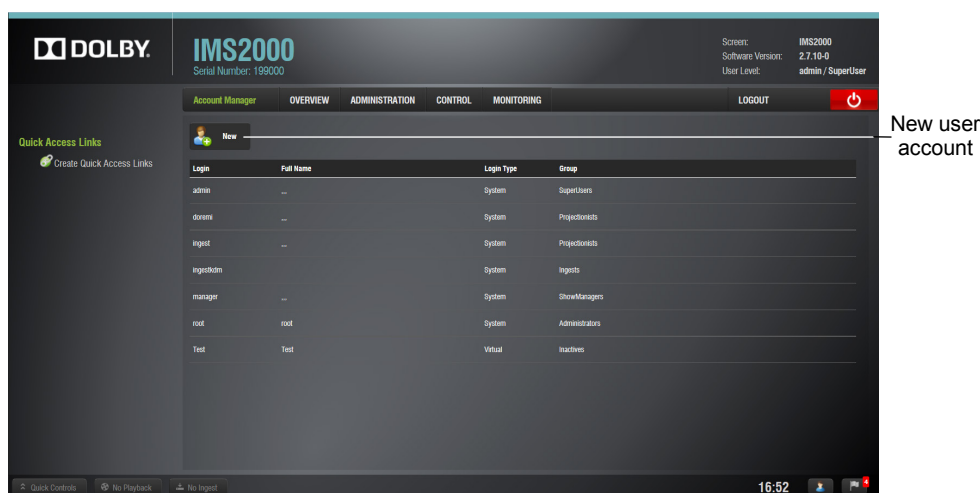 DOLBY.
IMS2000
Serial Number: 199000
Screen: IMS2000
Software Version: 2.7.10-0
User Level: admin / SuperUser
Account Manager OVERVIEW ADMINISTRATION CONTROL MONITORING LOGOUT
Quick Access Links
Create Quick Access Links
New
New user
account
Login Full Name Login Type Group
admin ... System SuperUsers
doremi ... System Projectionists
ingest ... System Projectionists
ingestkdm System Ingests
manager ... System ShowManagers
root root System Administrators
Test Test Virtual Inactives
Quick Controls No Playback No Ingest 16:52 4